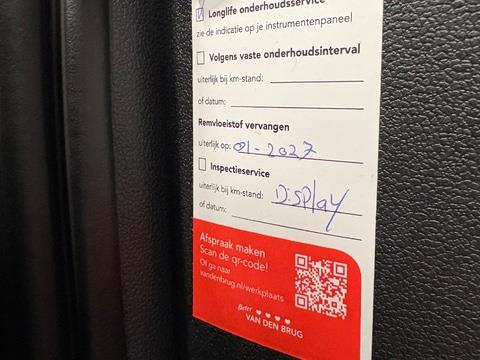 Longlife onderhoudsservice
zie de indicatie op je instrumentenpaneel
Volgens vaste onderhoudsinterval
uiterlijk bij km-stand:
of datum:
Remvloeistof vervangen
uiterlijk op: 01-2027
Inspectieservice
uiterlijk bij km-stand: Display
of datum:
Afspraak maken
Scan de qr-code!
Of ga naar
vandenbrug.nl/werkplaats
Beter
VAN DEN BRUG